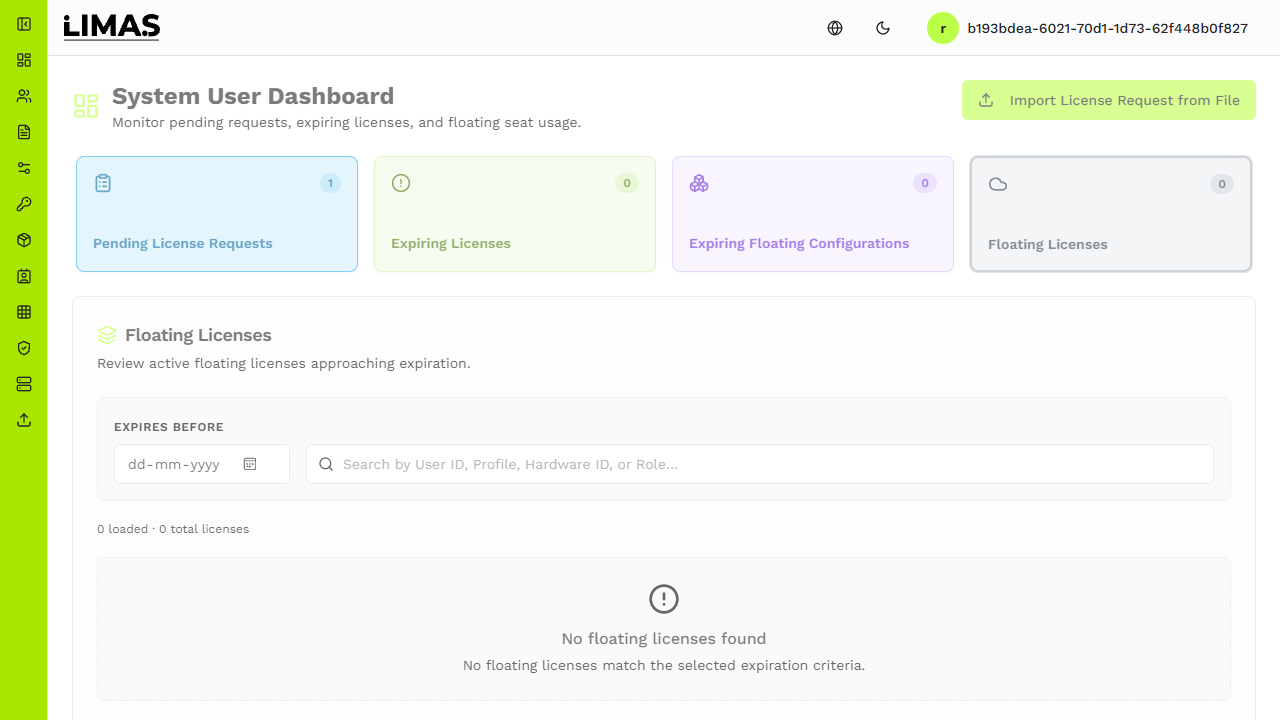 LIMAS
r
b193bdea-6021-70d1-1d73-62f448b0f827
System User Dashboard
Monitor pending requests, expiring licenses, and floating seat usage.
Import License Request from File
1
Pending License Requests
0
Expiring Licenses
0
Expiring Floating Configurations
0
Floating Licenses
Floating Licenses
Review active floating licenses approaching expiration.
EXPIRES BEFORE
dd-mm-yyyy
Search by User ID, Profile, Hardware ID, or Role...
0 loaded · 0 total licenses
No floating licenses found
No floating licenses match the selected expiration criteria.